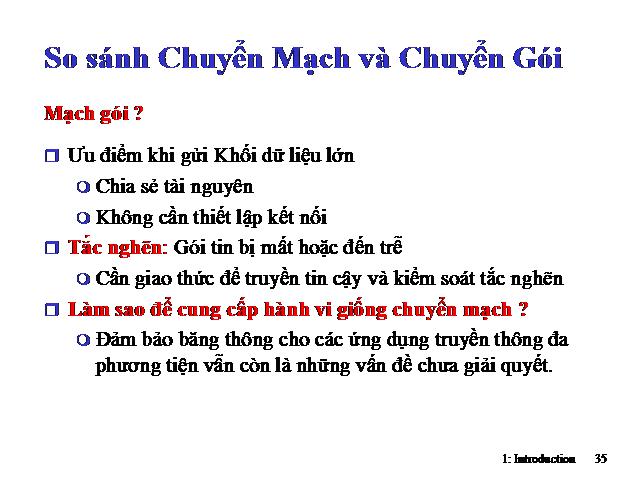 So sánh Chuyển Mạch và Chuyển Gói
Mạch gói ?
Ưu điểm khi gửi Khối dữ liệu lớn
Chia sẻ tài nguyên
Không cần thiết lập kết nối
Tắc nghẽn: Gói tin bị mất hoặc đến trễ
Cần giao thức để truyền tin cậy và kiểm soát tắc nghẽn
Làm sao để cung cấp hành vi giống chuyển mạch ?
Đảm bảo băng thông cho các ứng dụng truyền thông đa
phương tiện vẫn còn là những vấn đề chưa giải quyết.
1: Introduction 35